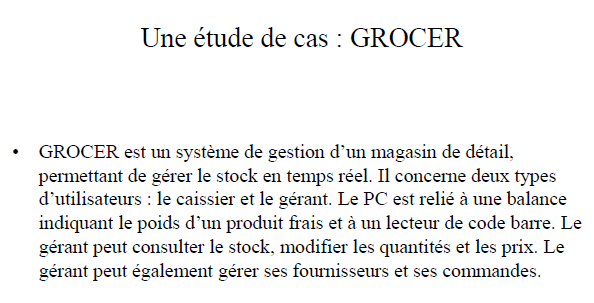 Une étude de cas : GROCER
• GROCER est un système de gestion d’un magasin de détail,
permettant de gérer le stock en temps réel. Il concerne deux types
d’utilisateurs : le caissier et le gérant. Le PC est relié à une balance
indiquant le poids d’un produit frais et à un lecteur de code barre. Le
gérant peut consulter le stock, modifier les quantités et les prix. Le
gérant peut également gérer ses fournisseurs et ses commandes.